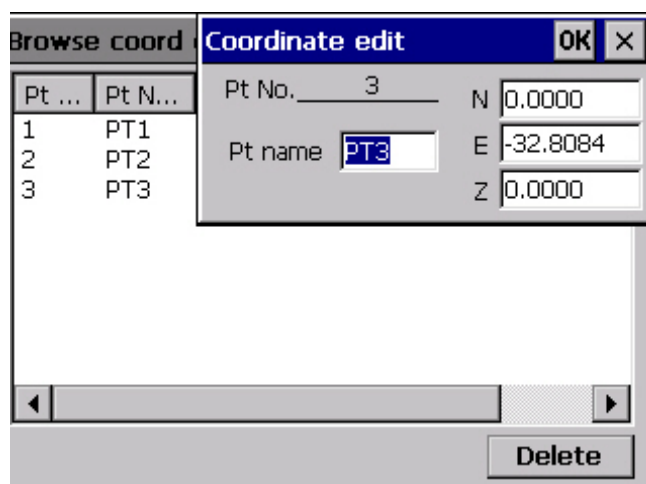 Browse coord
Coordinate edit OK ×
Pt ... Pt N...
1 PT1
2 PT2
3 PT3
Pt No. 3
Pt name PT3
N 0.0000
E -32.8084
Z 0.0000
Delete